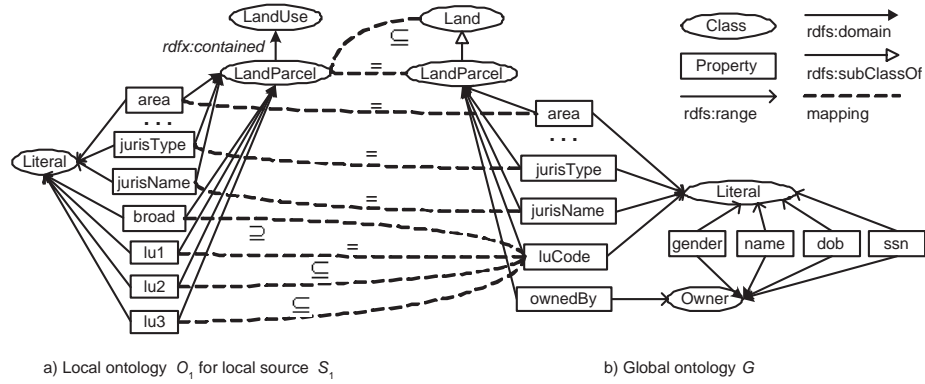 LandUse
rdfx:contained
LandParcel
area
. . .
jurisType
jurisName
Literal
broad
lu1
lu2
lu3
⊆
=
=
=
=
⊇
=
⊆
⊆
Land
LandParcel
area
. . .
jurisType
jurisName
luCode
ownedBy
Literal
gender
name
dob
ssn
Owner
Class
rdfs:domain
Property
rdfs:subClassOf
rdfs:range
mapping
a) Local ontology O1 for local source S1
b) Global ontology G